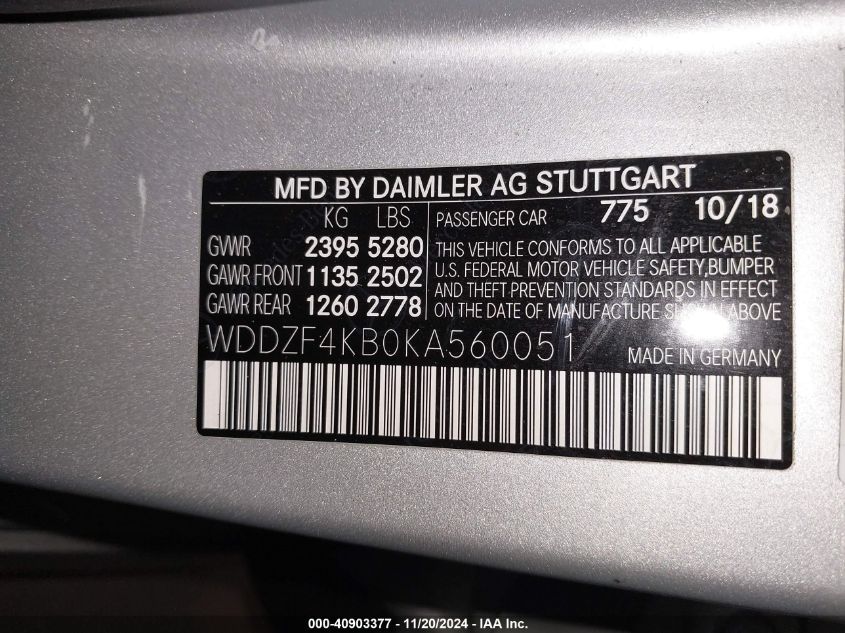 MFD BY DAIMLER AG STUTTGART
KG LBS
GVWR 2395 5280
GAWR FRONT 1135 2502
GAWR REAR 1260 2778
PASSENGER CAR 775 10/18
THIS VEHICLE CONFORMS TO ALL APPLICABLE
U.S. FEDERAL MOTOR VEHICLE SAFETY, BUMPER
AND THEFT PREVENTION STANDARDS IN EFFECT
ON THE DATE OF MANUFACTURE SHOWN ABOVE
WDDZF4KB0KA560051
MADE IN GERMANY
000-40903377 - 11/20/2024 - IAA Inc.